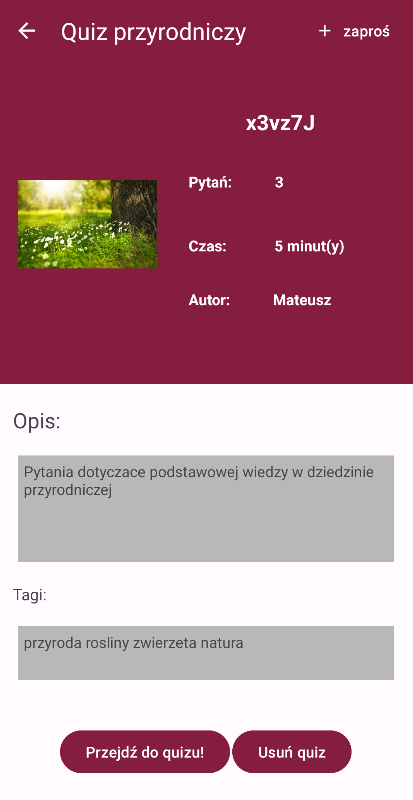 Quiz przyrodniczy
+ zaproś
x3vz7J
Pytań: 3
Czas: 5 minut(y)
Autor: Mateusz
Opis:
Pytania dotyczace podstawowej wiedzy w dziedzinie
przyrodniczej
Tagi:
przyroda rosliny zwierzeta natura
Przejdź do quizu!
Usuń quiz